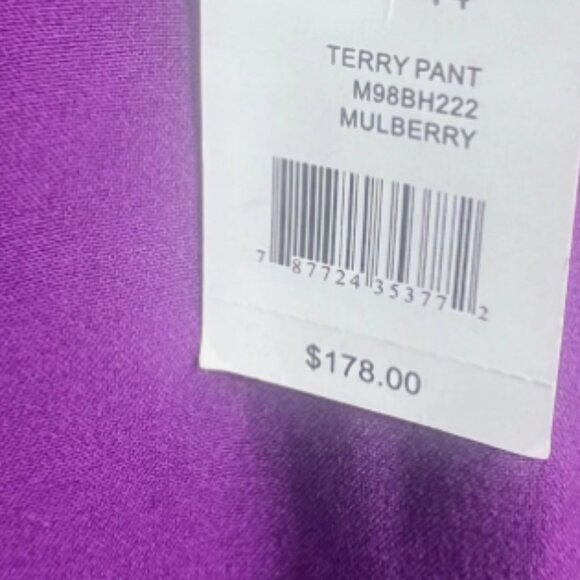 TERRY PANT
M98BH222
MULBERRY
7 87724 35377 2
$178.00